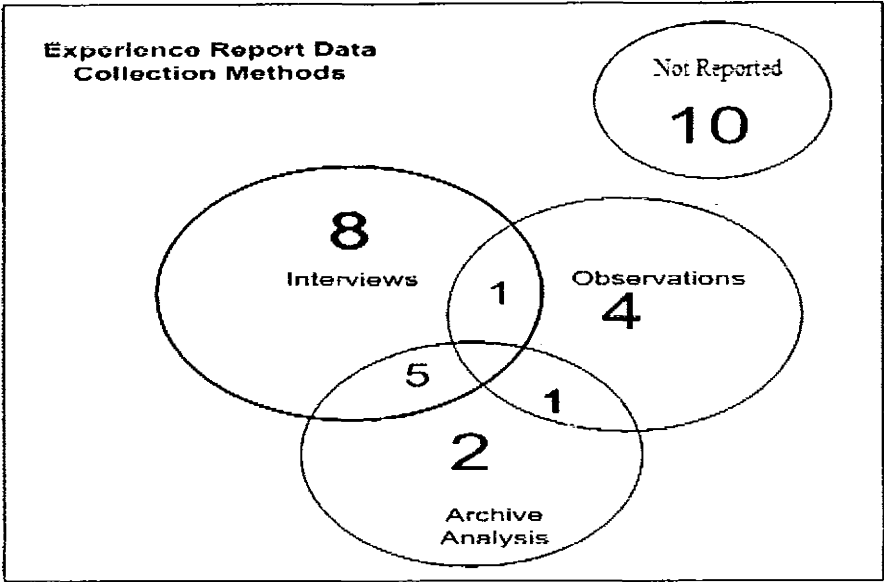 Experience Report Data
Collection Methods
Not Reported
10
8
Interviews
1
Observations
4
5
1
2
Archive
Analysis